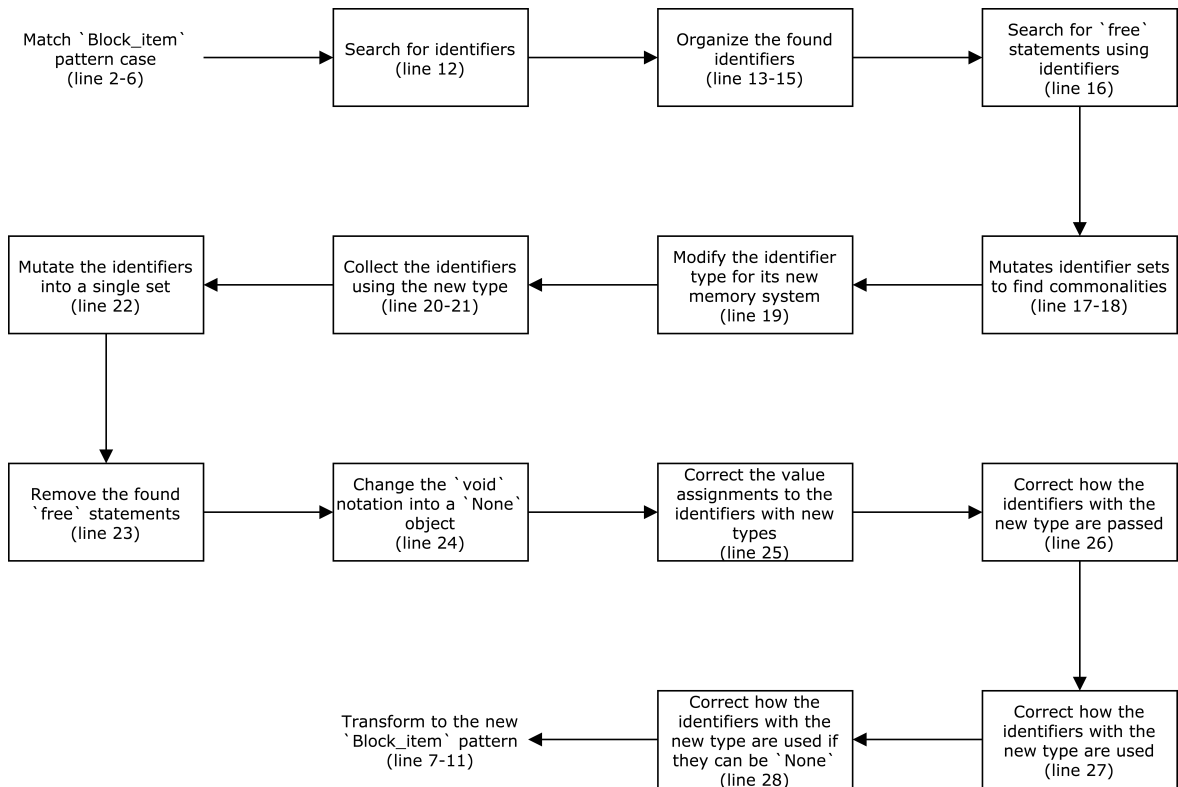 Match `Block_item`
pattern case
(line 2-6)
Search for identifiers
(line 12)
Organize the found
identifiers
(line 13-15)
Search for `free`
statements using
identifiers
(line 16)
Mutates identifier sets
to find commonalities
(line 17-18)
Modify the identifier
type for its new
memory system
(line 19)
Collect the identifiers
using the new type
(line 20-21)
Mutate the identifiers
into a single set
(line 22)
Remove the found
`free` statements
(line 23)
Change the `void`
notation into a `None`
object
(line 24)
Correct the value
assignments to the
identifiers with new
types
(line 25)
Correct how the
identifiers with the
new type are passed
(line 26)
Correct how the
identifiers with the
new type are used
(line 27)
Correct how the
identifiers with the
new type are used if
they can be `None`
(line 28)
Transform to the new
`Block_item` pattern
(line 7-11)